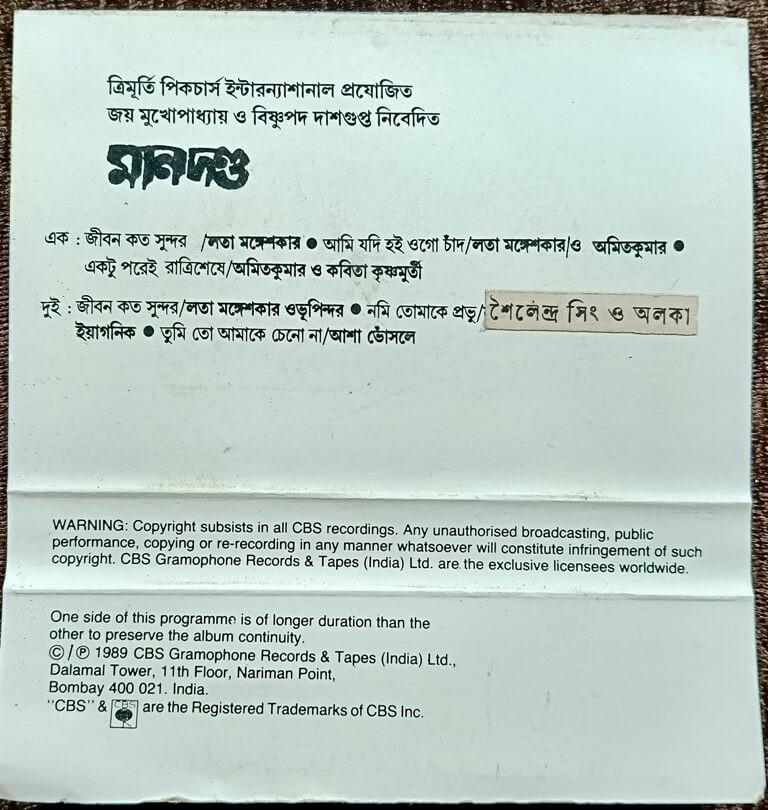 ত্রিমূর্তি পিকচার্স ইন্টারন্যাশানাল প্রযোজিত
জয় মুখোপাধ্যায় ও বিষ্ণুপদ দাশগুপ্ত নিবেদিত
মানদণ্ড
এক : জীবন কত সুন্দর /লতা মঙ্গেশকার ● আমি যদি হই ওগো চাঁদ/লতা মঙ্গেশকার/ও অমিতকুমার ●
একটু পরেই রাত্রিশেষে/অমিতকুমার ও কবিতা কৃষ্ণমূর্তী
দুই : জীবন কত সুন্দর/লতা মঙ্গেশকার ওভূপিন্দর ● নমি তোমাকে প্রভু/শৈলেন্দ্র সিং ও অলকা
ইয়াগনিক ● তুমি তো আমাকে চেনো না/আশা ভোঁসলে
WARNING: Copyright subsists in all CBS recordings. Any unauthorised broadcasting, public
performance, copying or re-recording in any manner whatsoever will constitute infringement of such
copyright. CBS Gramophone Records & Tapes (India) Ltd. are the exclusive licensees worldwide.
One side of this programme is of longer duration than the
other to preserve the album continuity.
©/℗ 1989 CBS Gramophone Records & Tapes (India) Ltd.,
Dalamal Tower, 11th Floor, Nariman Point,
Bombay 400 021. India.
"CBS" & CBS are the Registered Trademarks of CBS Inc.